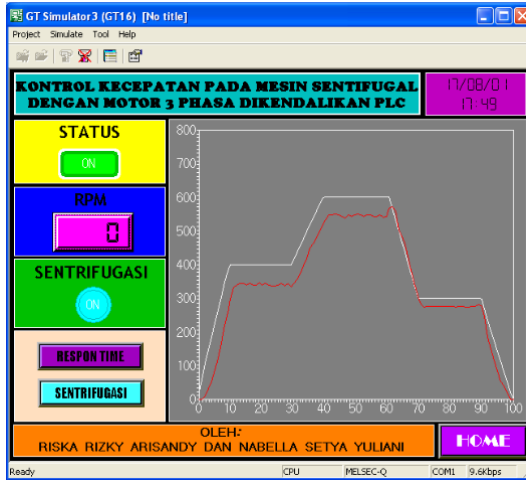 GT Simulator3 (GT16) [No title]
Project Simulate Tool Help
KONTROL KECEPATAN PADA MESIN SENTIFUGAL
DENGAN MOTOR 3 PHASA DIKENDALIKAN PLC
17/08/01
17:49
STATUS
ON
RPM
0
SENTRIFUGASI
ON
RESPON TIME
SENTRIFUGASI
800
700
600
500
400
300
200
100
0
0 10 20 30 40 50 60 70 80 90 100
OLEH:
RISKA RIZKY ARISANDY DAN NABELLA SETYA YULIANI
HOME
Ready CPU MELSEC-Q COM1 9.6kbps